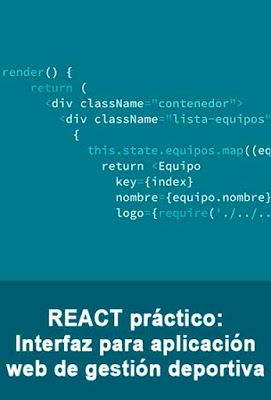 render() {
return (
<div className="contenedor">
<div className="lista-equipos"
{
this.state.equipos.map((eq
return <Equipo
key={index}
nombre={equipo.nombre}
logo={require('./../..
REACT práctico:
Interfaz para aplicación
web de gestión deportiva